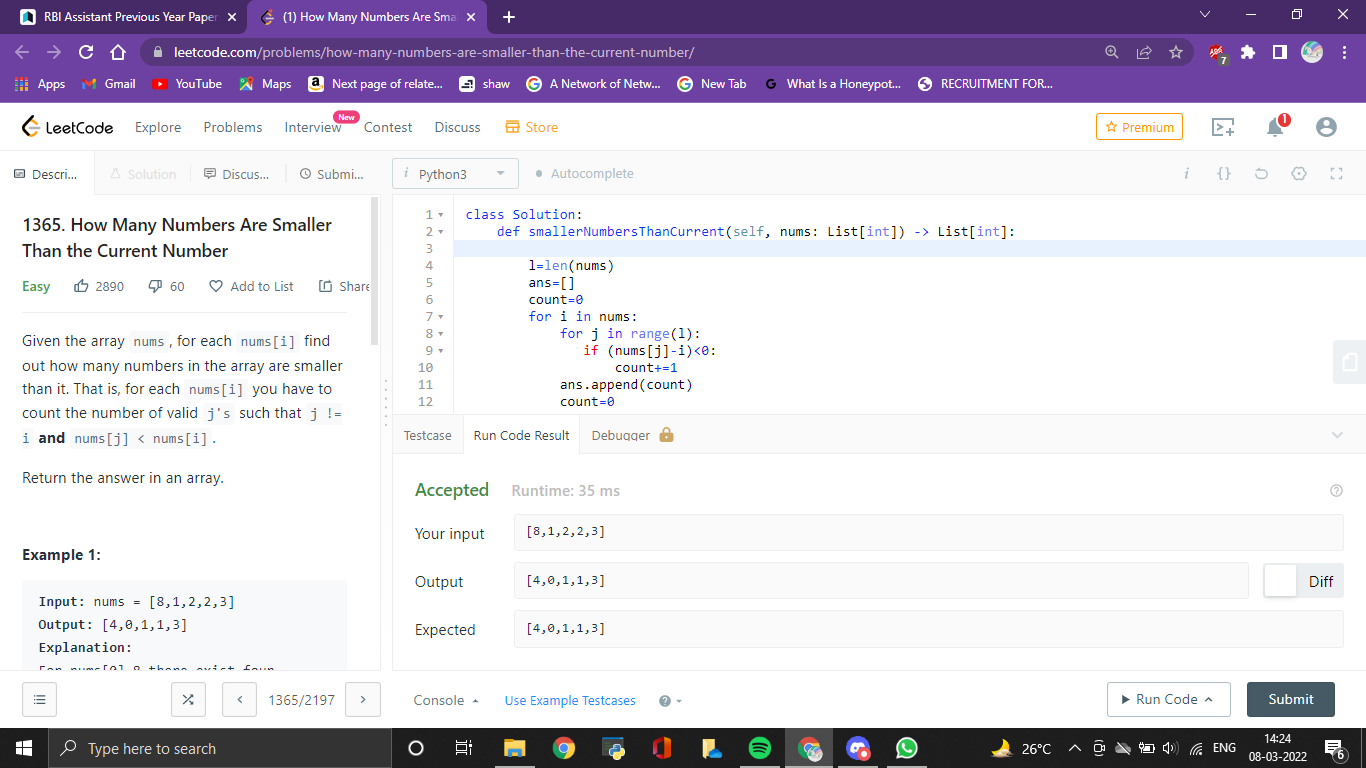 RBI Assistant Previous Year Paper
(1) How Many Numbers Are Sma
leetcode.com/problems/how-many-numbers-are-smaller-than-the-current-number/
7
Apps
Gmail
YouTube
Maps
Next page of relate...
shaw
A Network of Netw...
New Tab
What Is a Honeypot...
RECRUITMENT FOR...
LeetCode
Explore
Problems
Interview
New
Contest
Discuss
Store
Premium
1
Descri...
Solution
Discus...
Submi...
i Python3
Autocomplete
i
{}
1365. How Many Numbers Are Smaller
Than the Current Number
Easy
2890
60
Add to List
Share
Given the array nums , for each nums[i] find
out how many numbers in the array are smaller
than it. That is, for each nums[i] you have to
count the number of valid j's such that j !=
i and nums[j] < nums[i] .
Return the answer in an array.
Example 1:
Input: nums = [8,1,2,2,3]
Output: [4,0,1,1,3]
Explanation:
For nums[0]=8 there exist four
1 class Solution:
2 def smallerNumbersThanCurrent(self, nums: List[int]) -> List[int]:
3
4 l=len(nums)
5 ans=[]
6 count=0
7 for i in nums:
8 for j in range(l):
9 if (nums[j]-i)<0:
10 count+=1
11 ans.append(count)
12 count=0
Testcase
Run Code Result
Debugger
Accepted
Runtime: 35 ms
Your input
[8,1,2,2,3]
Output
[4,0,1,1,3]
Diff
Expected
[4,0,1,1,3]
1365/2197
Console
Use Example Testcases
Run Code
Submit
Type here to search
26°C
ENG
14:24
08-03-2022
6